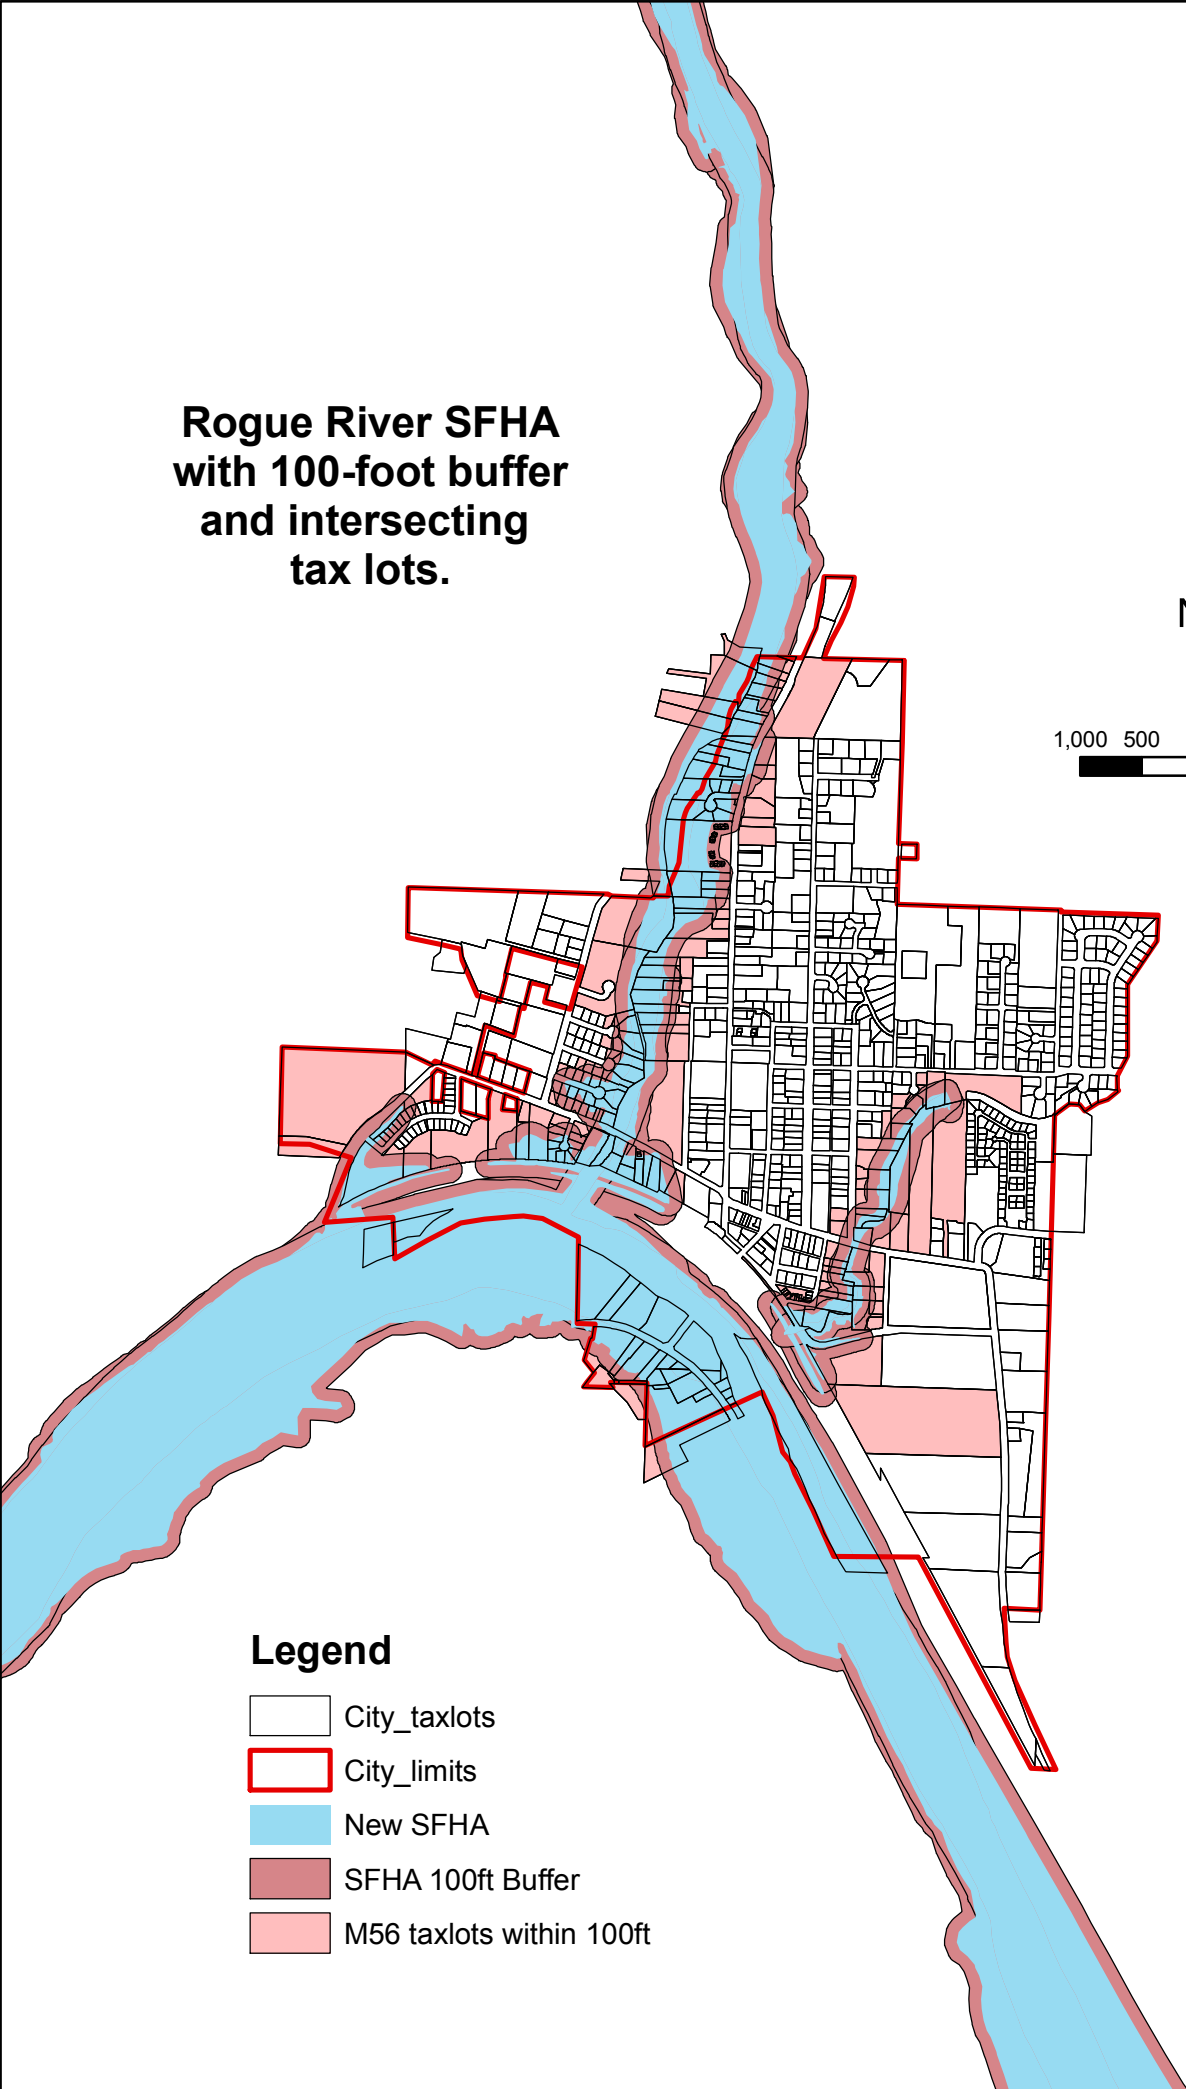 Rogue River SFHA
with 100-foot buffer
and intersecting
tax lots.
1,000 500
Legend
City_taxlots
City_limits
New SFHA
SFHA 100ft Buffer
M56 taxlots within 100ft